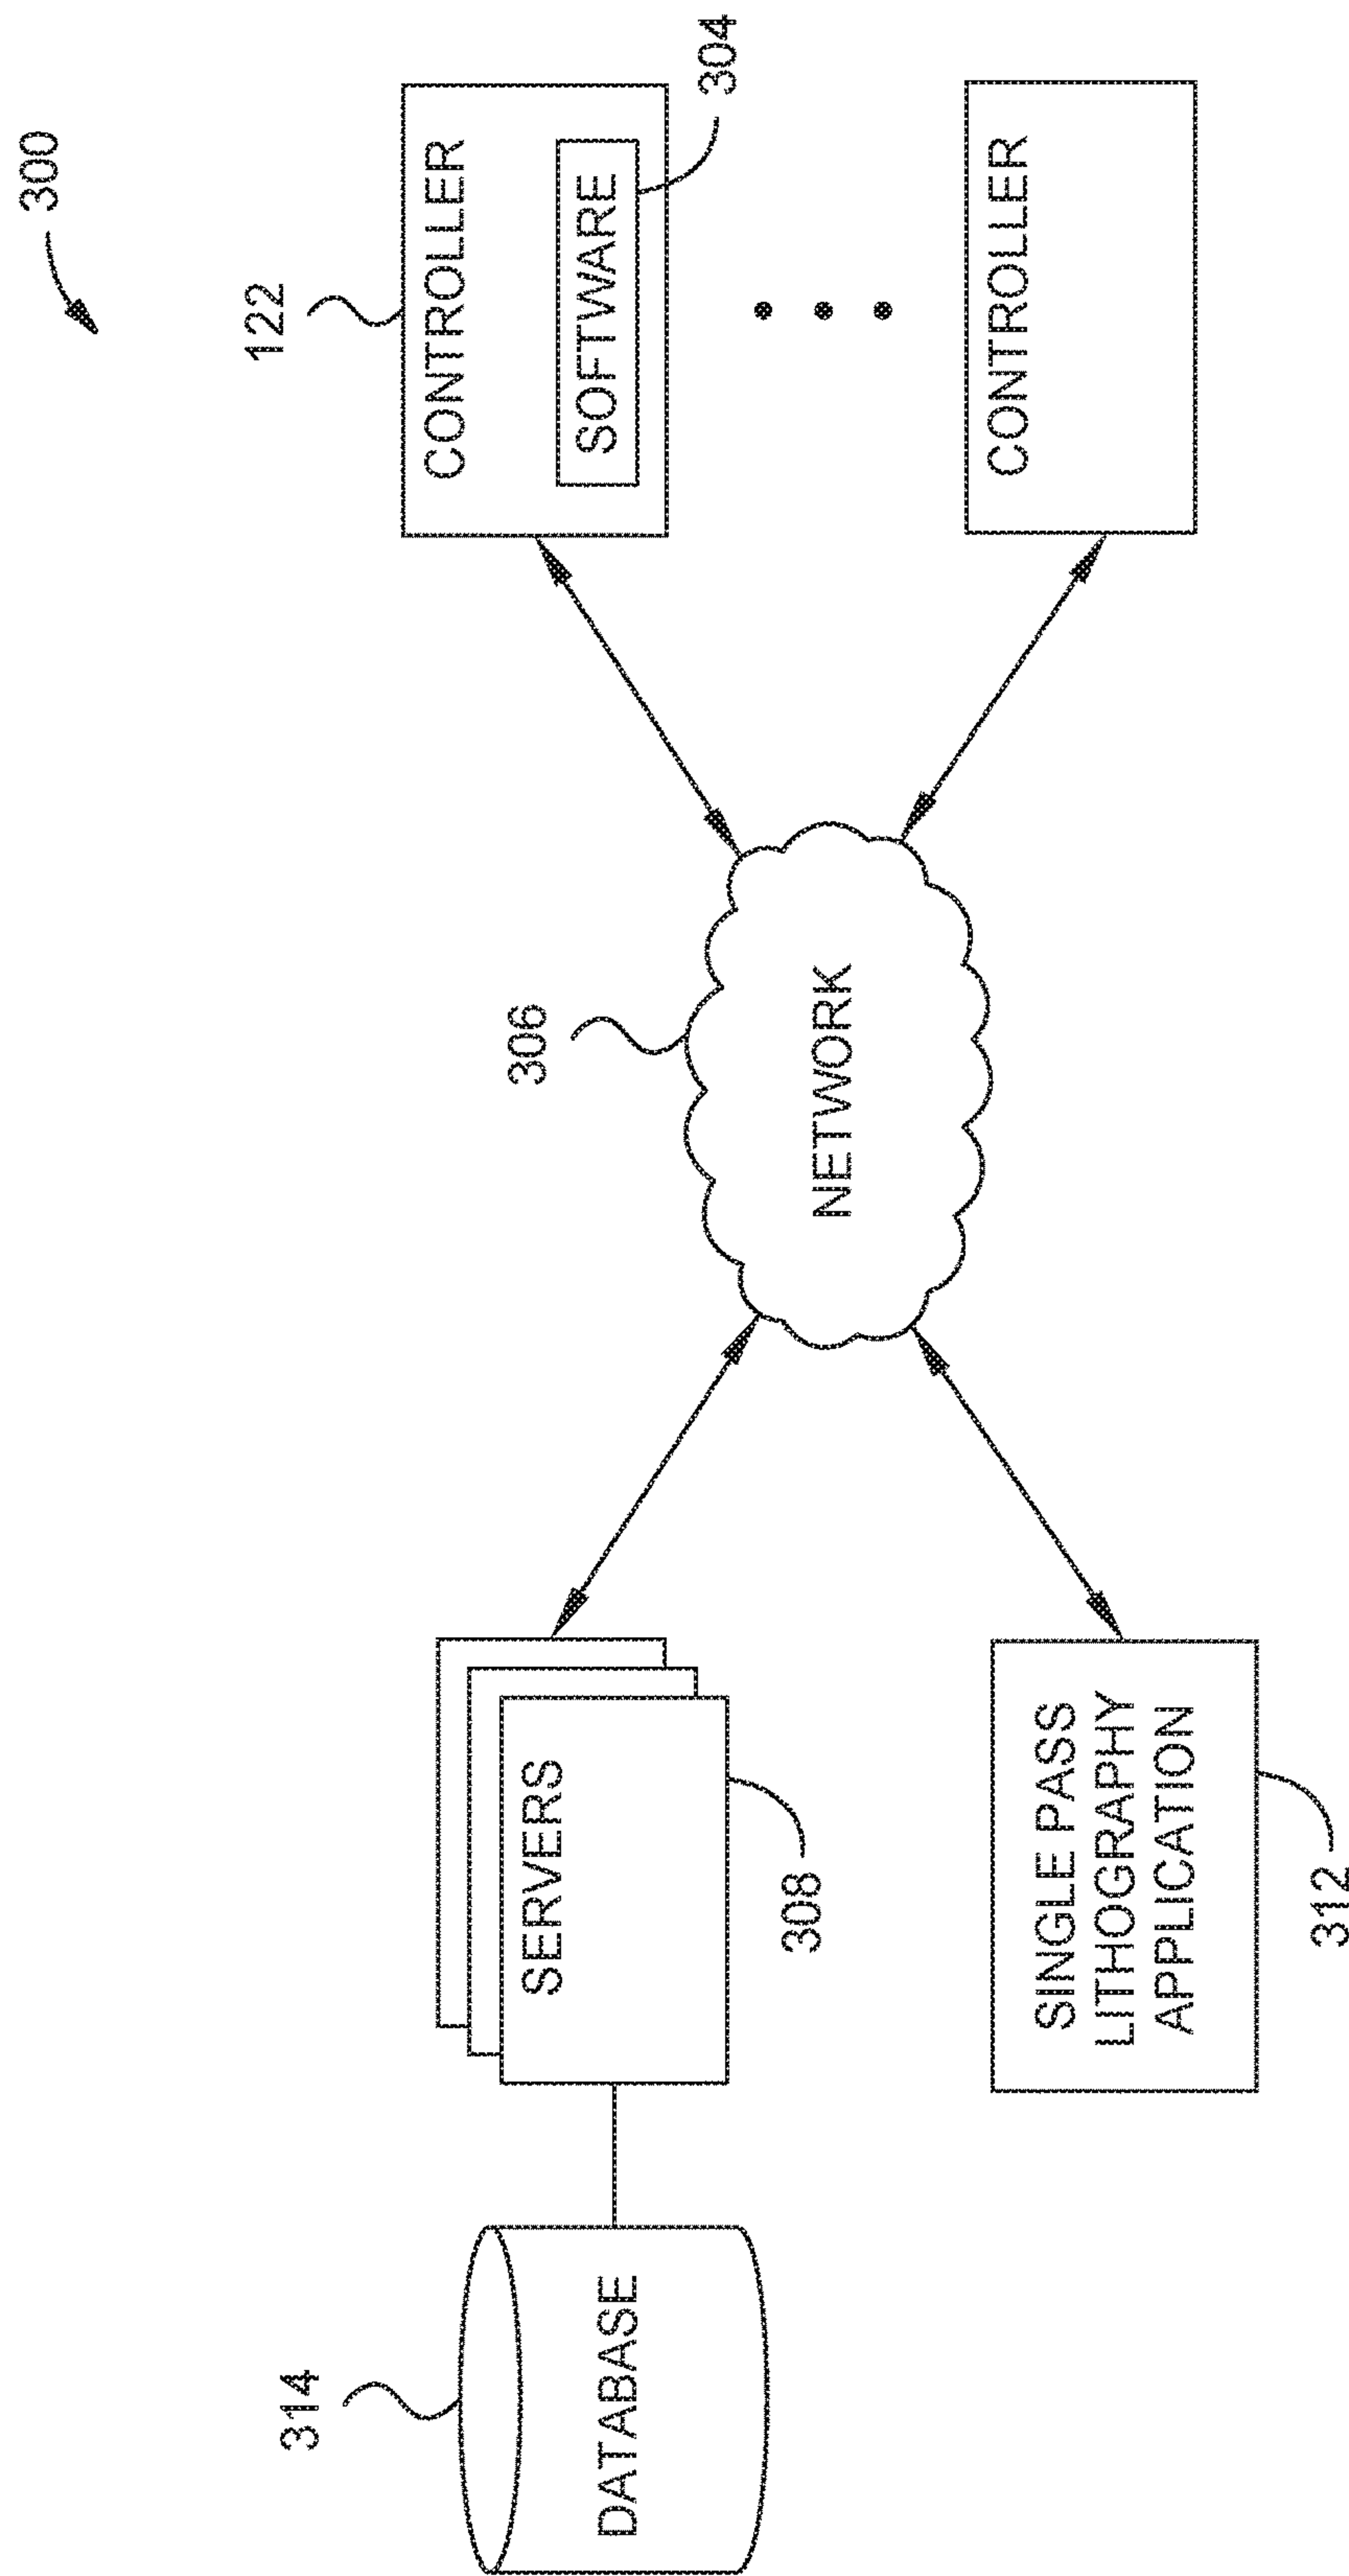 300
314
DATABASE
SERVERS
308
306
NETWORK
122
CONTROLLER
SOFTWARE
304
SINGLE PASS
LITHOGRAPHY
APPLICATION
312
CONTROLLER